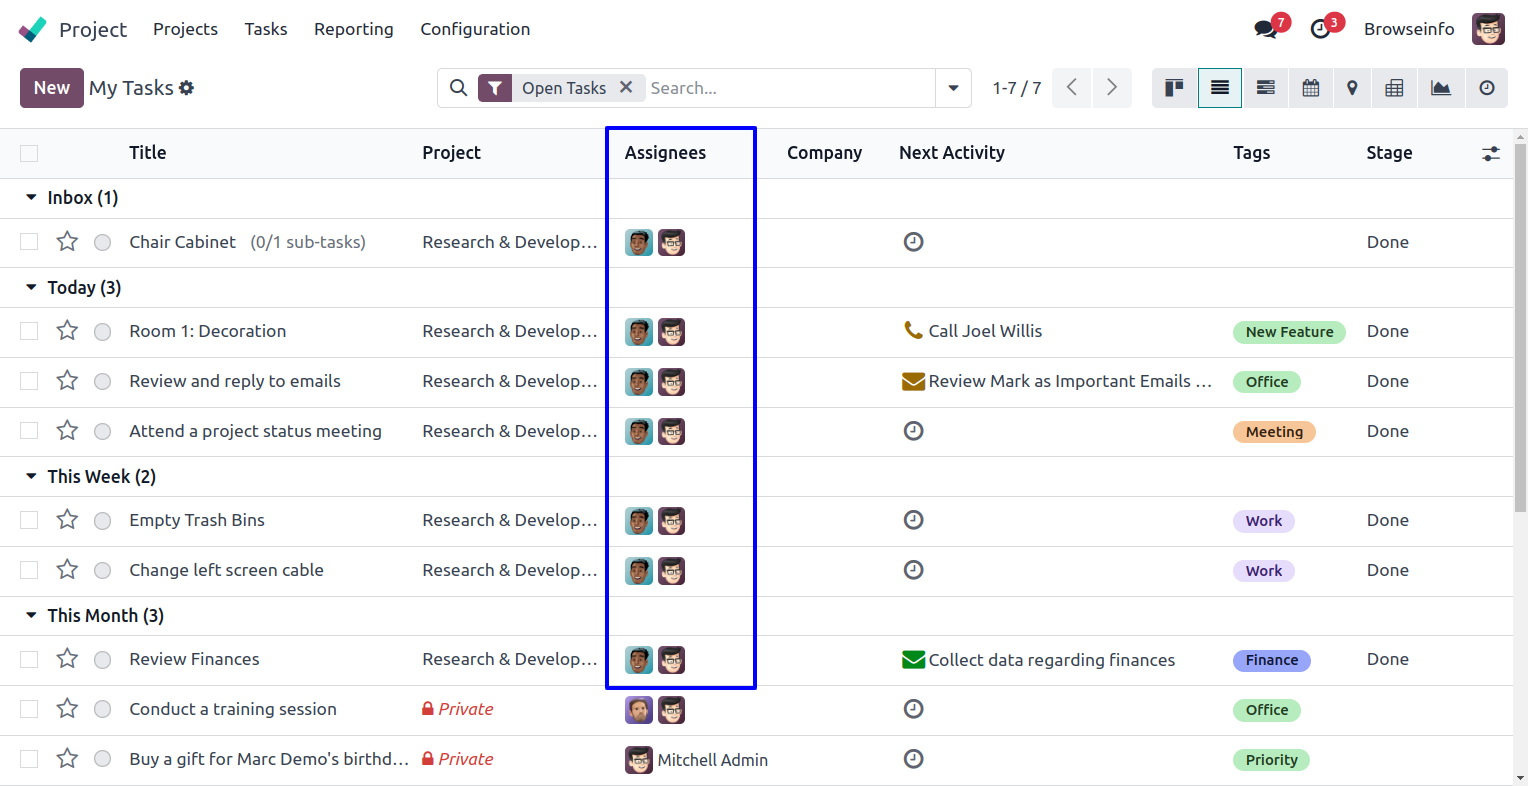 Project Projects Tasks Reporting Configuration 7 3 Browseinfo
New My Tasks Open Tasks Search... 1-7 / 7
Title Project Assignees Company Next Activity Tags Stage
Inbox (1)
Chair Cabinet (0/1 sub-tasks) Research & Develop... Done
Today (3)
Room 1: Decoration Research & Develop... Call Joel Willis New Feature Done
Review and reply to emails Research & Develop... Review Mark as Important Emails ... Office Done
Attend a project status meeting Research & Develop... Meeting Done
This Week (2)
Empty Trash Bins Research & Develop... Work Done
Change left screen cable Research & Develop... Work Done
This Month (3)
Review Finances Research & Develop... Collect data regarding finances Finance Done
Conduct a training session Private Office
Buy a gift for Marc Demo's birthd... Private Mitchell Admin Priority